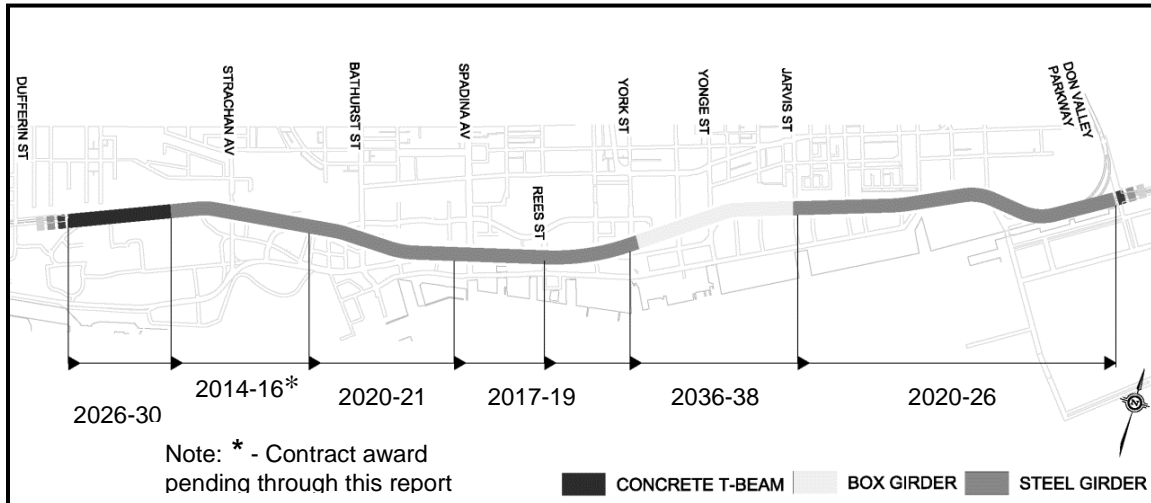 DUFFERIN ST
STRACHAN AV
BATHURST ST
SPADINA AV
REES ST
YORK ST
YONGE ST
JARVIS ST
DON VALLEY
PARKWAY
2026-30
2014-16*
2020-21
2017-19
2036-38
2020-26
N
Note: * - Contract award
pending through this report
CONCRETE T-BEAM
BOX GIRDER
STEEL GIRDER